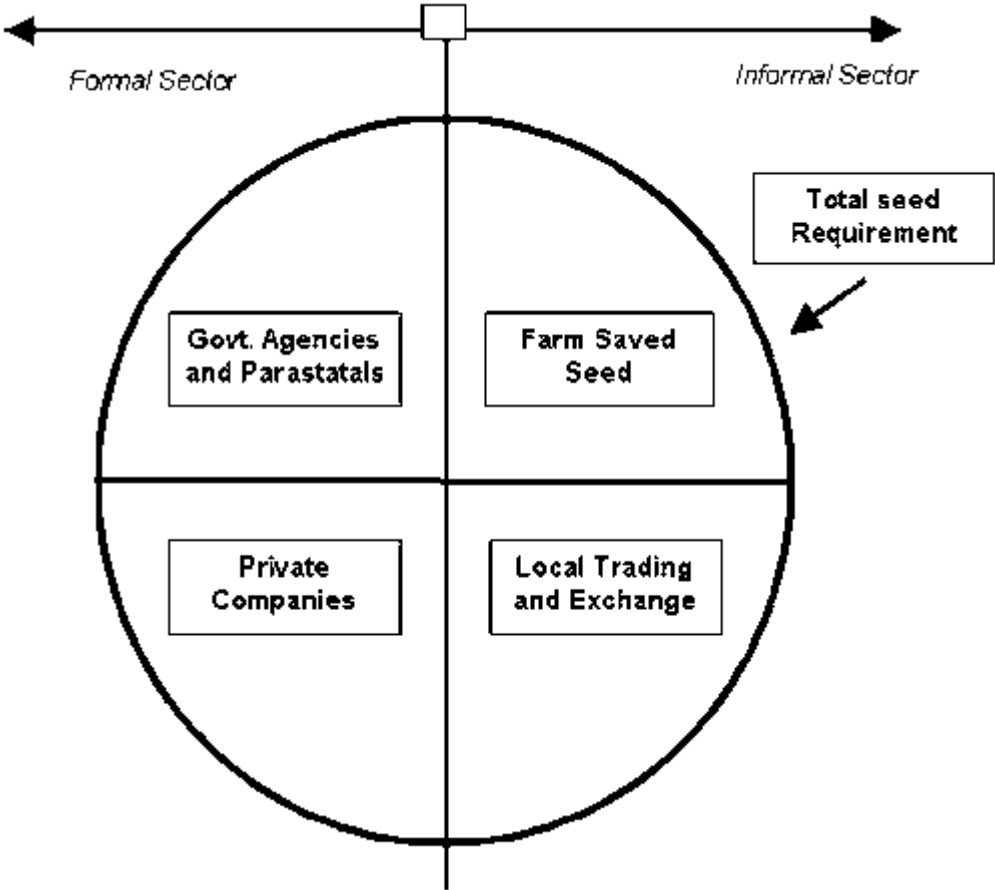 Formal Sector
Informal Sector
Total seed
Requirement
Govt. Agencies
and Parastatals
Farm Saved
Seed
Private
Companies
Local Trading
and Exchange